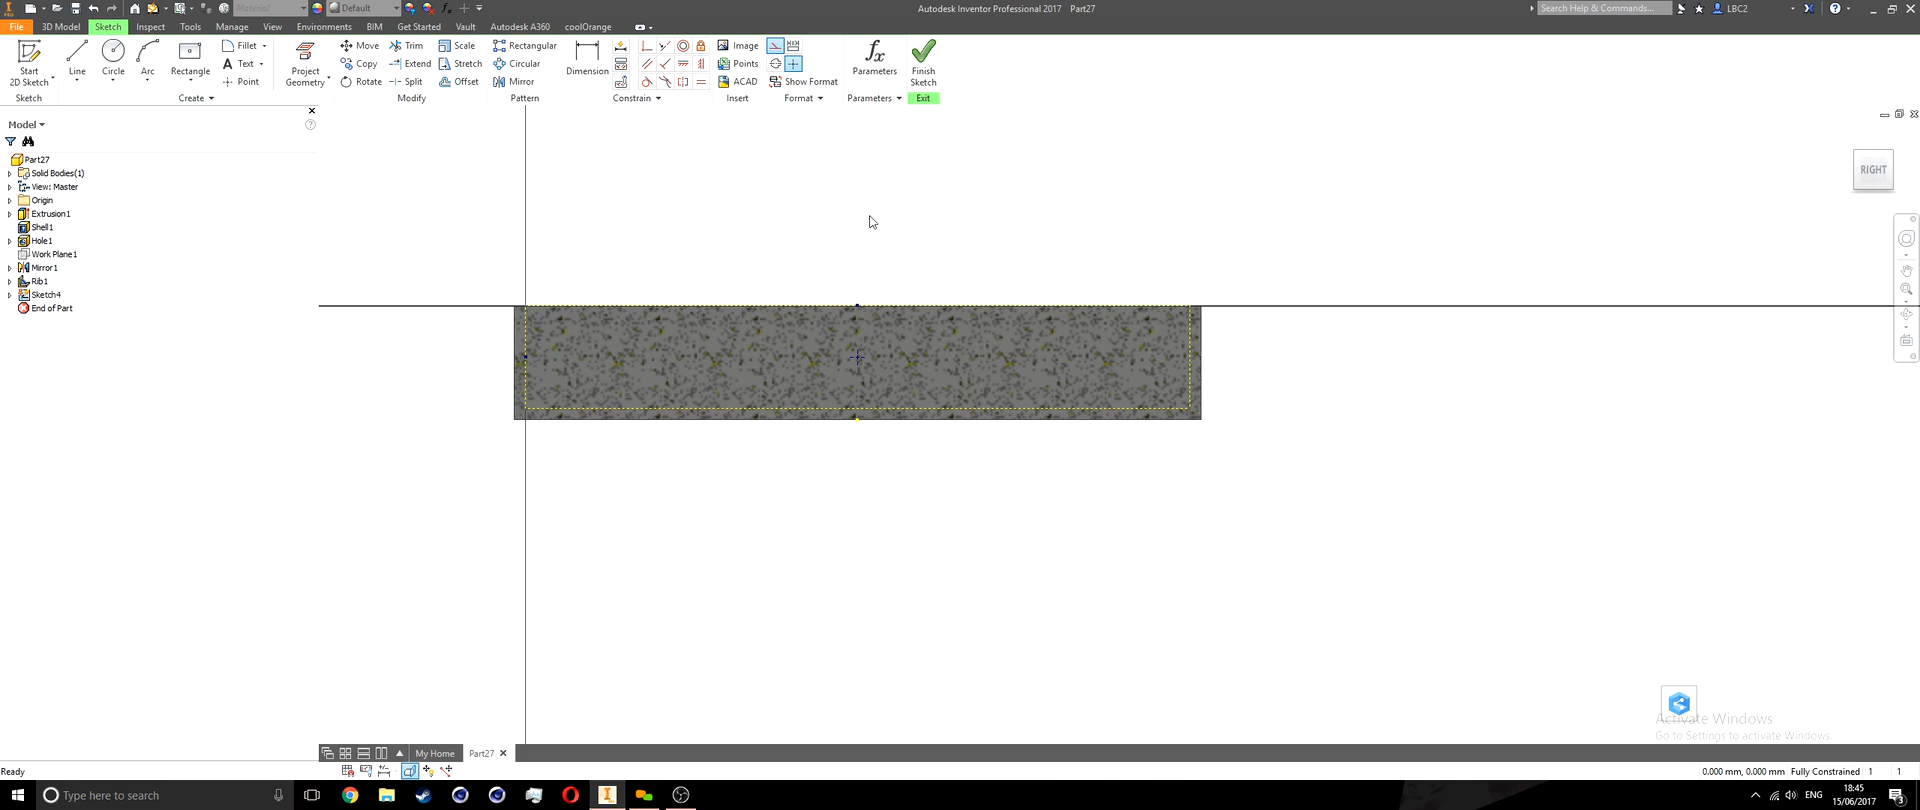 Material
Default
Autodesk Inventor Professional 2017 Part27
Search Help & Commands...
LBC2
File 3D Model Sketch Inspect Tools Manage View Environments BIM Get Started Vault Autodesk A360 coolOrange
Start 2D Sketch
Line
Circle
Arc
Rectangle
Fillet
Text
Point
Project Geometry
Move
Copy
Rotate
Trim
Extend
Split
Scale
Stretch
Offset
Rectangular
Circular
Mirror
Dimension
Image
Points
ACAD
Show Format
Parameters
Finish Sketch
Sketch
Create
Modify
Pattern
Constrain
Insert
Format
Parameters
Exit
Model
Part27
Solid Bodies(1)
View: Master
Origin
Extrusion1
Shell1
Hole1
Work Plane1
Mirror1
Rib1
Sketch4
End of Part
RIGHT
Activate Windows
Go to Settings to activate Windows.
My Home
Part27
Ready
0.000 mm, 0.000 mm Fully Constrained 1 1
Type here to search
ENG
18:45
15/06/2017
3